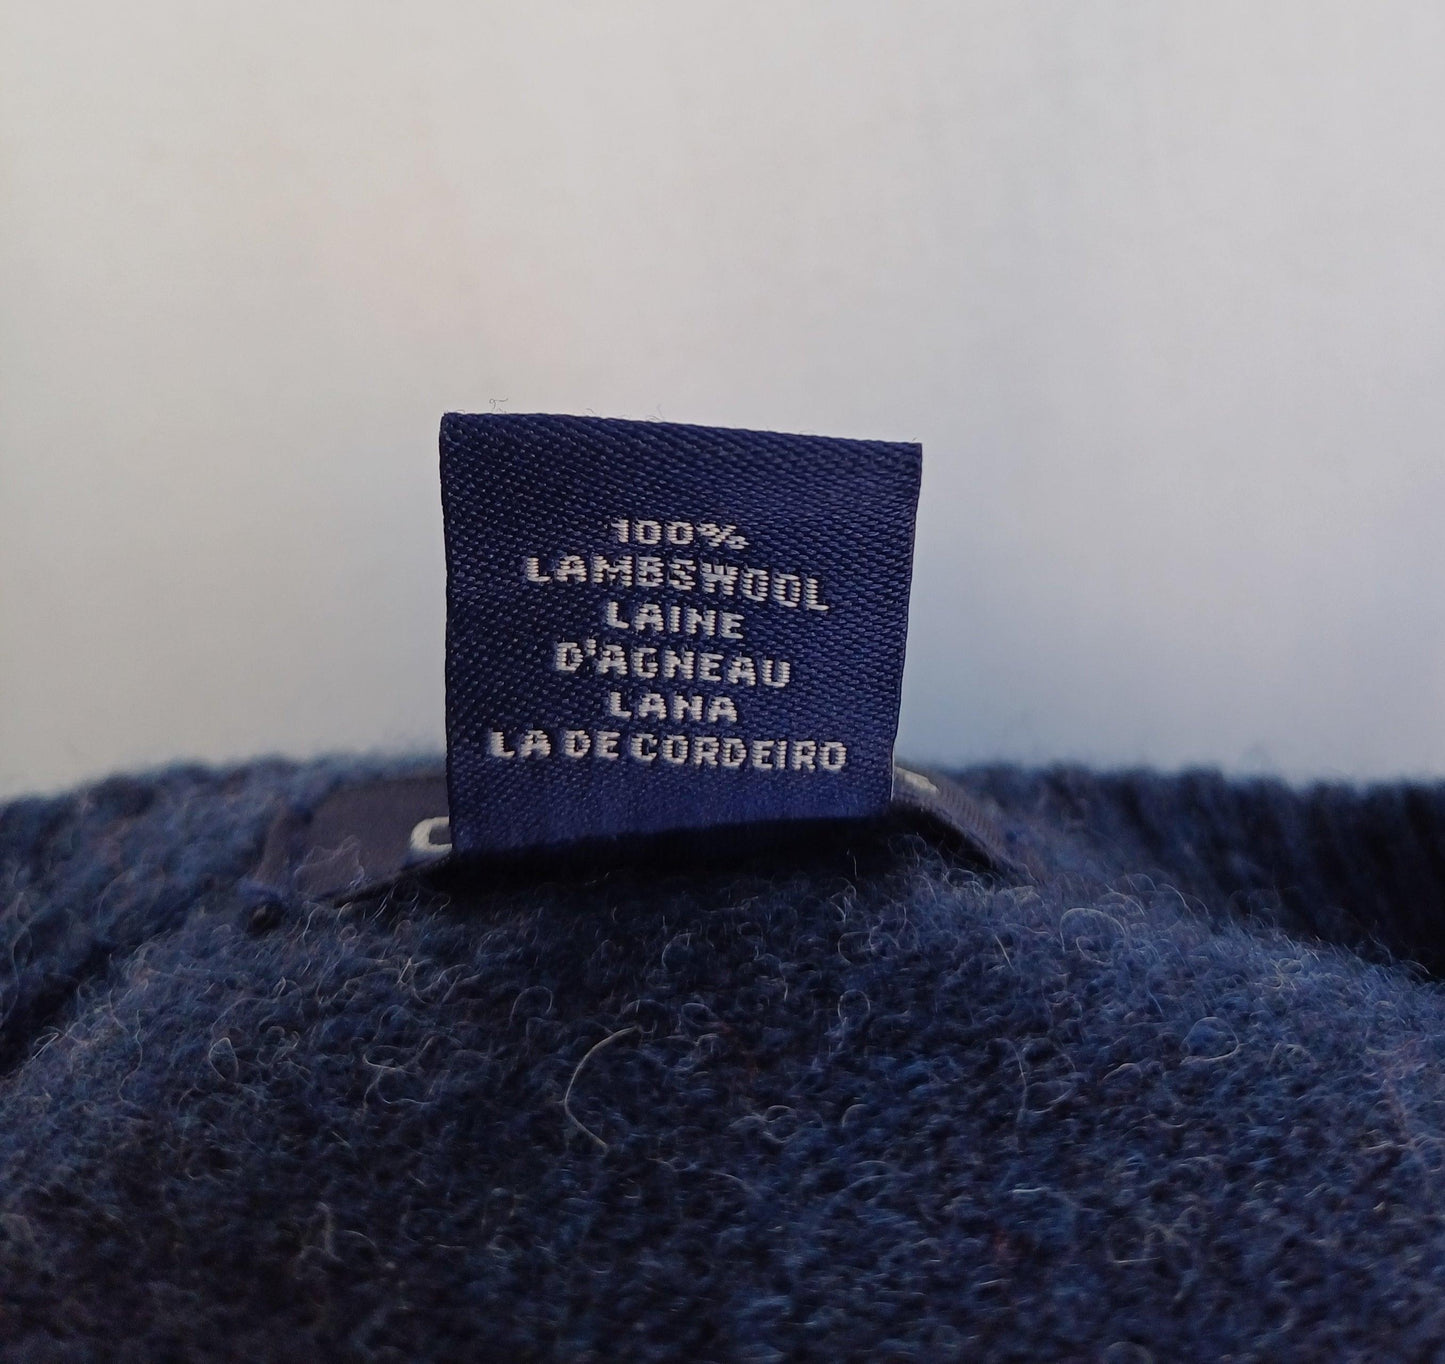 100%
LAMBSWOOL
LAINE
D'AGNEAU
LANA
LA DE CORDEIRO